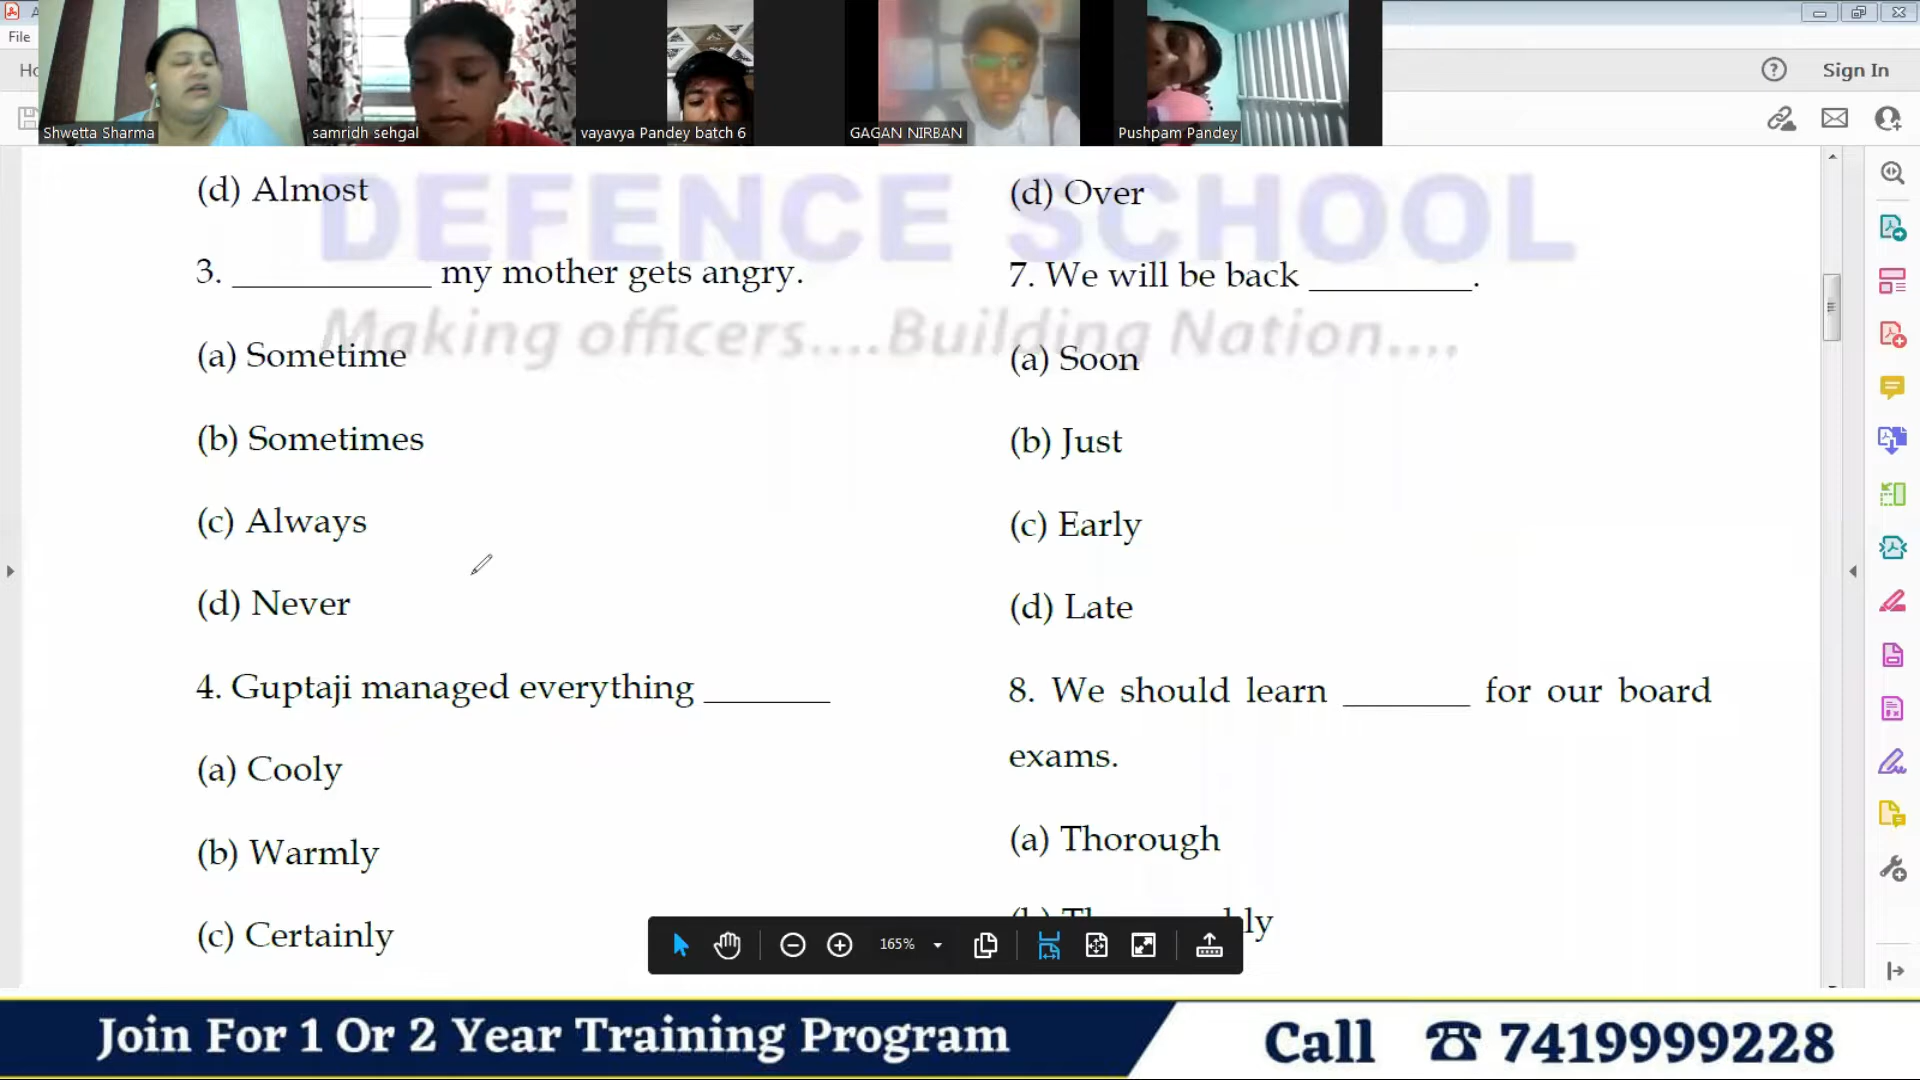 File
Sign In
Shwetta Sharma
samridh sehgal
vayavya Pandey batch 6
GAGAN NIRBAN
Pushpam Pandey
DEFENCE SCHOOL
Making officers....Building Nation....
(d) Almost
3. ___________ my mother gets angry.
(a) Sometime
(b) Sometimes
(c) Always
(d) Never
4. Guptaji managed everything _______
(a) Cooly
(b) Warmly
(c) Certainly
(d) Over
7. We will be back _________.
(a) Soon
(b) Just
(c) Early
(d) Late
8. We should learn _______ for our board
exams.
(a) Thorough
165%
Join For 1 Or 2 Year Training Program
Call ☎ 7419999228